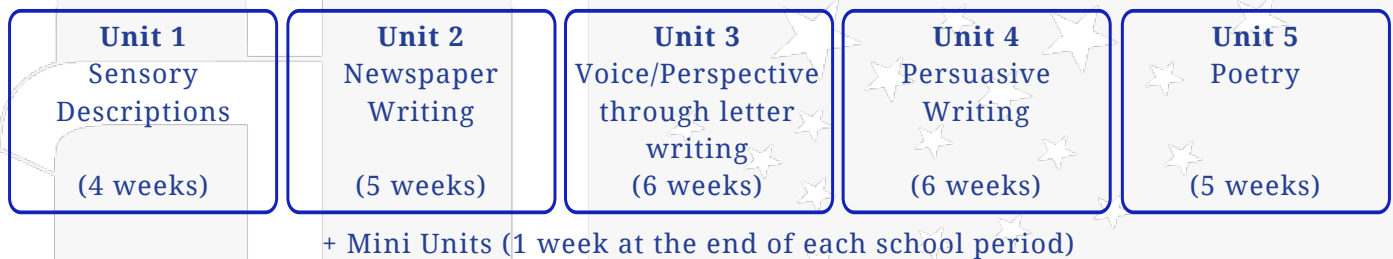 Unit 1
Sensory
Descriptions
(4 weeks)
Unit 2
Newspaper
Writing
(5 weeks)
Unit 3
Voice/Perspective
through letter
writing
(6 weeks)
Unit 4
Persuasive
Writing
(6 weeks)
Unit 5
Poetry
(5 weeks)
+ Mini Units (1 week at the end of each school period)